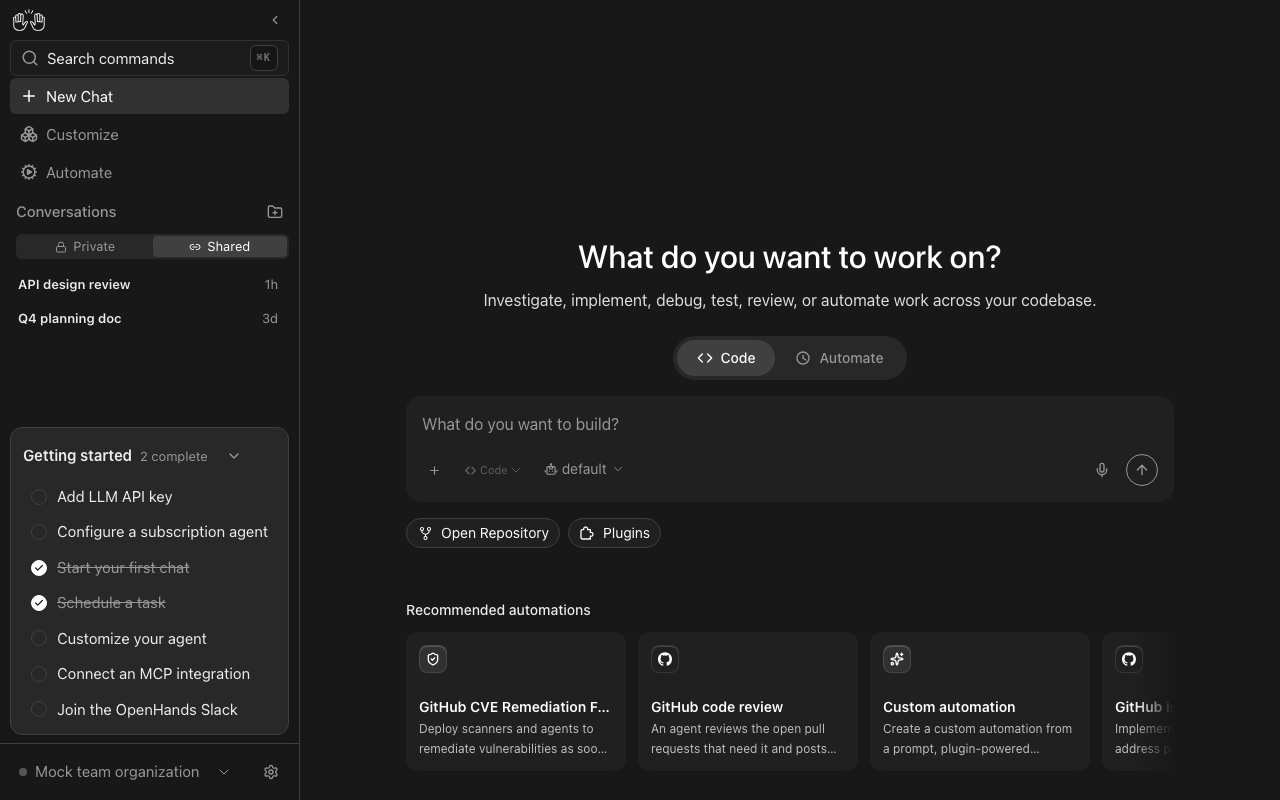 Search commands
⌘K
New Chat
Customize
Automate
Conversations
Private
Shared
API design review
1h
Q4 planning doc
3d
Getting started
2 complete
Add LLM API key
Configure a subscription agent
Start your first chat
Schedule a task
Customize your agent
Connect an MCP integration
Join the OpenHands Slack
Mock team organization
What do you want to work on?
Investigate, implement, debug, test, review, or automate work across your codebase.
Code
Automate
What do you want to build?
Code
default
Open Repository
Plugins
Recommended automations
GitHub CVE Remediation F...
Deploy scanners and agents to
remediate vulnerabilities as soo...
GitHub code review
An agent reviews the open pull
requests that need it and posts...
Custom automation
Create a custom automation from
a prompt, plugin-powered...
GitHub
Implemen
address